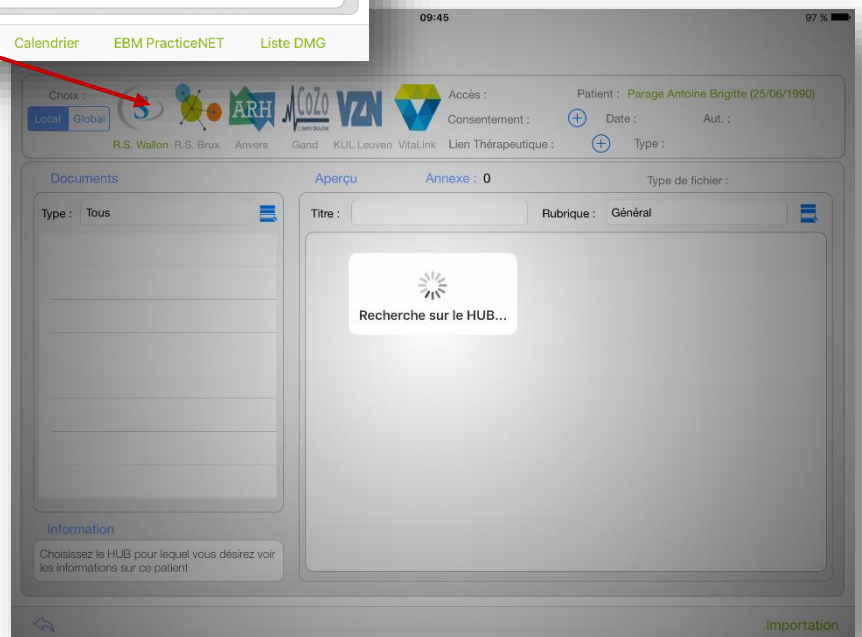 Calendrier EBM PracticeNET Liste DMG
09:45 97 %
Choix :
Local Global
S ARH CoZo VZN
R.S. Wallon R.S. Brux. Anvers Gand KUL Leuven VitaLink
Accès : Patient : Parage Antoine Brigitte (25/06/1990)
Consentement : Date : Aut. :
Lien Thérapeutique : Type :
Documents Aperçu Annexe : 0 Type de fichier :
Type : Tous Titre : Rubrique : Général
Recherche sur le HUB...
Information
Choisissez le HUB pour lequel vous désirez voir
les informations sur ce patient
Importation